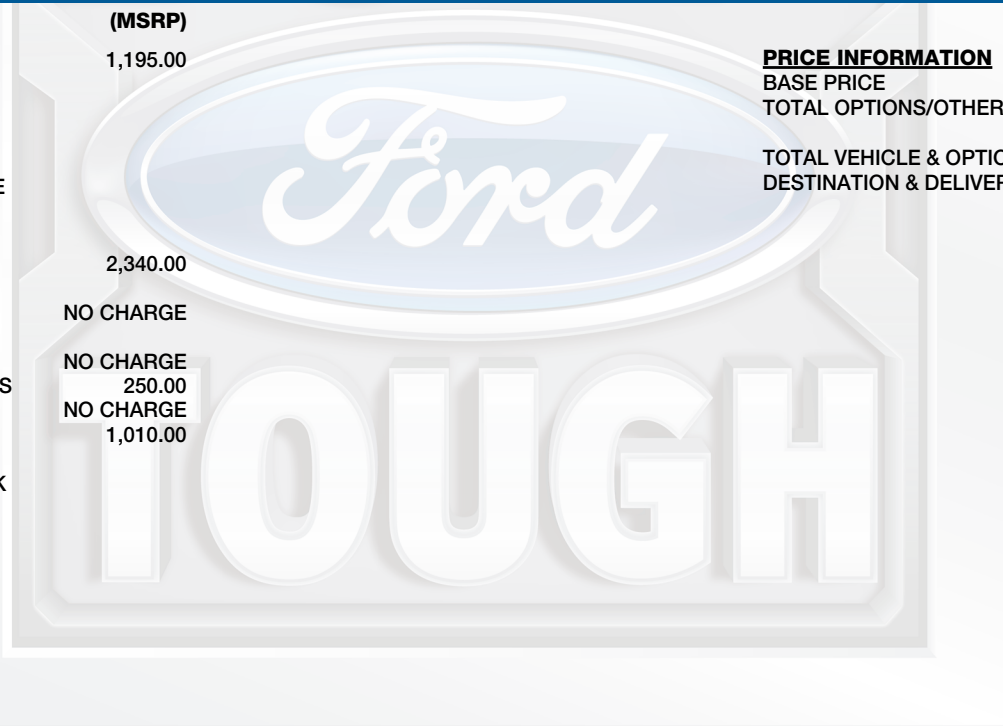 (MSRP)
1,195.00
E
2,340.00
NO CHARGE
NO CHARGE
S 250.00
NO CHARGE
1,010.00
K
PRICE INFORMATION
BASE PRICE
TOTAL OPTIONS/OTHER
TOTAL VEHICLE & OPTIO
DESTINATION & DELIVER
Ford
TOUGH